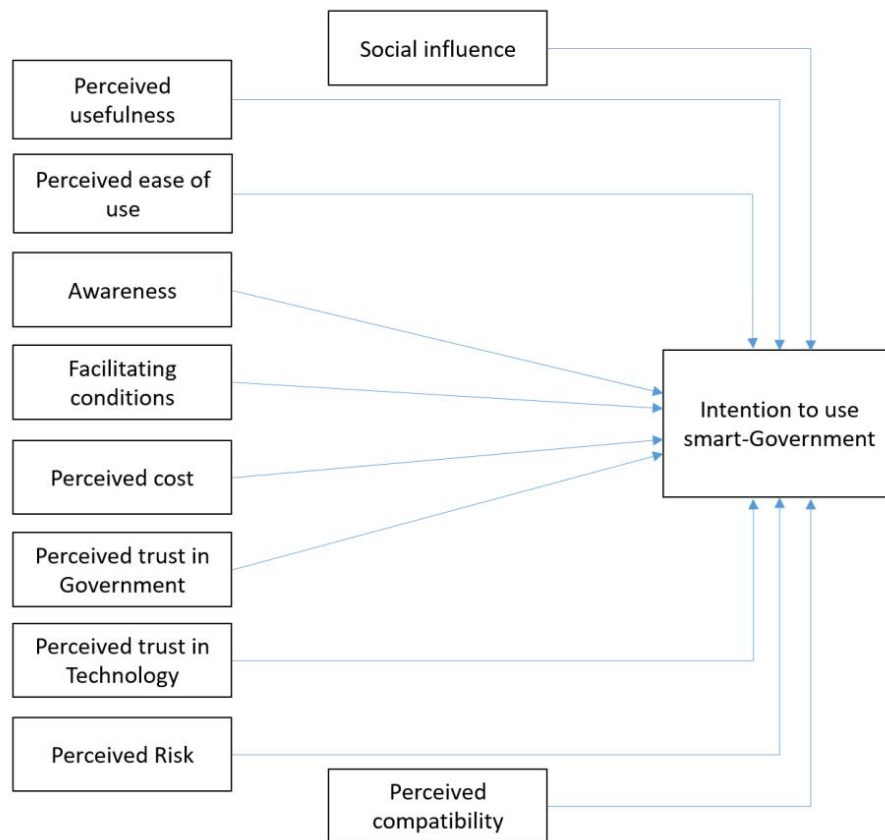 Social influence
Perceived
usefulness
Perceived ease of
use
Awareness
Facilitating
conditions
Perceived cost
Perceived trust in
Government
Perceived trust in
Technology
Perceived Risk
Perceived
compatibility
Intention to use
smart-Government